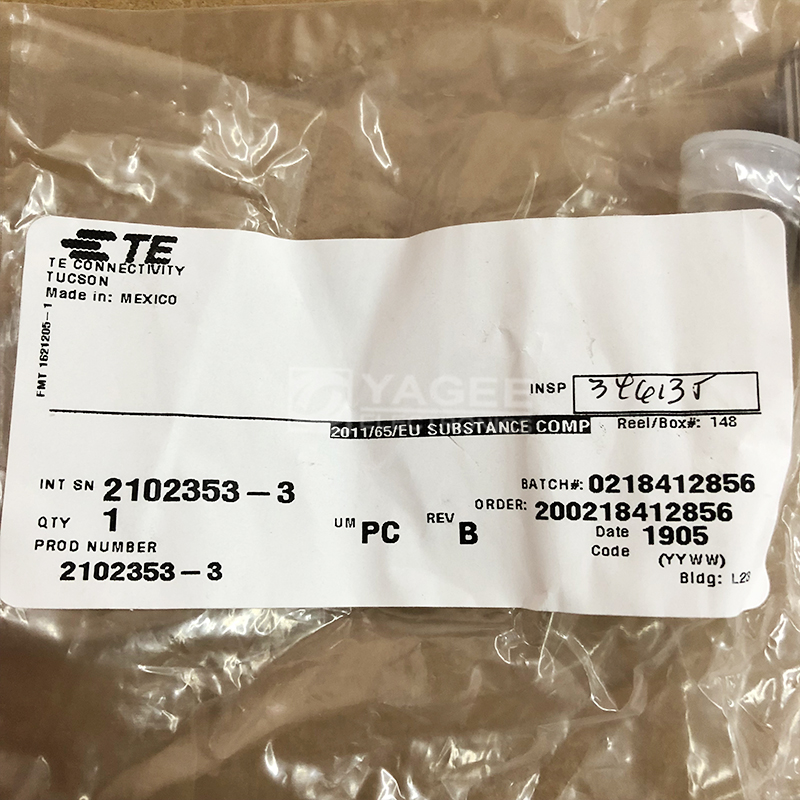 TE
TE CONNECTIVITY
TUCSON
Made in: MEXICO
FMT 1621205-1
YAGEE
INSP
Reel/Box#: 148
2011/65/EU SUBSTANCE COMP
INT SN 2102353-3
BATCH#: 0218412856
ORDER: 200218412856
QTY 1
UM PC
REV B
Date Code 1905
(YYWW)
PROD NUMBER
2102353-3
Bldg: